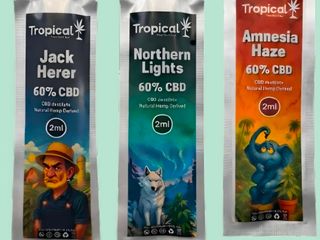 Tropical
Jack
Herer
60% CBD
CBD distillate
Natural Hemp Derived
2ml
Tropical
Northern
Lights
60% CBD
CBD distillate
Natural Hemp Derived
2ml
Tropical
Amnesia
Haze
60% CBD
CBD distillate
Natural Hemp Derived
2ml